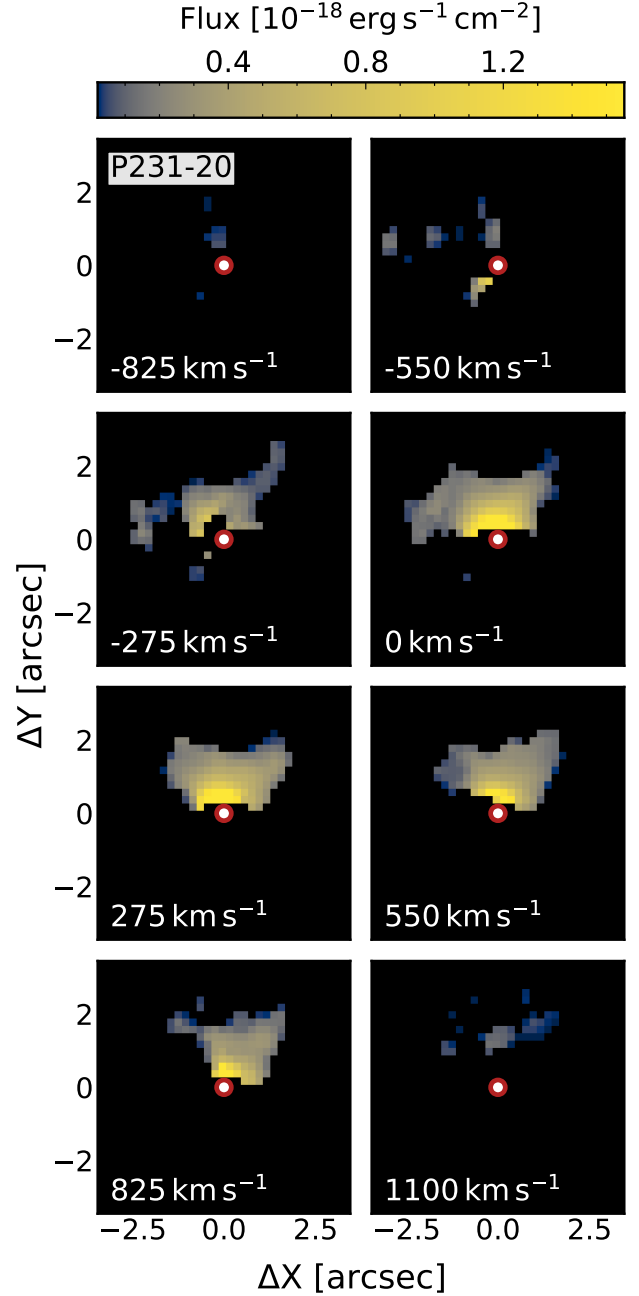 Flux [10⁻¹⁸ erg s⁻¹ cm⁻²]
0.4 0.8 1.2
P231-20
2
0
−2
-825 km s⁻¹
-550 km s⁻¹
2
0
−2
-275 km s⁻¹
0 km s⁻¹
2
0
−2
275 km s⁻¹
550 km s⁻¹
2
0
−2
825 km s⁻¹
1100 km s⁻¹
−2.5 0.0 2.5
−2.5 0.0 2.5
ΔY [arcsec]
ΔX [arcsec]